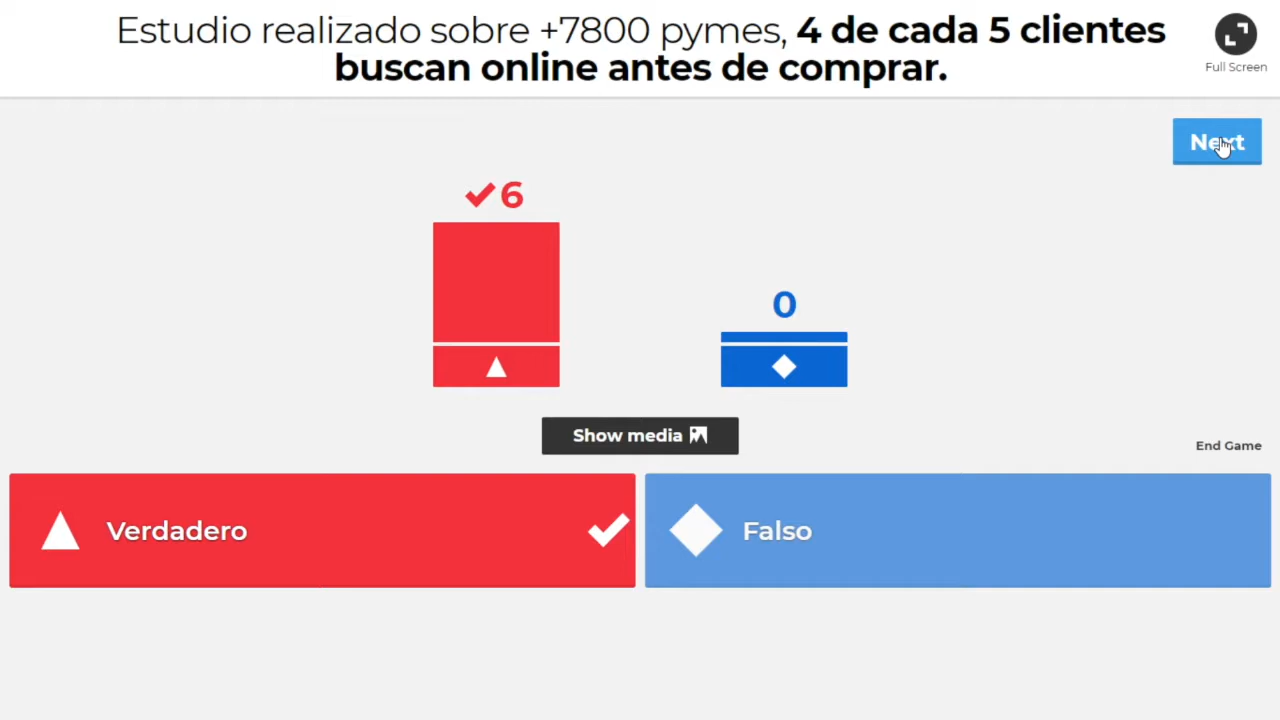 Estudio realizado sobre +7800 pymes, 4 de cada 5 clientes
buscan online antes de comprar.
Full Screen
Next
6
0
Show media
End Game
Verdadero
Falso